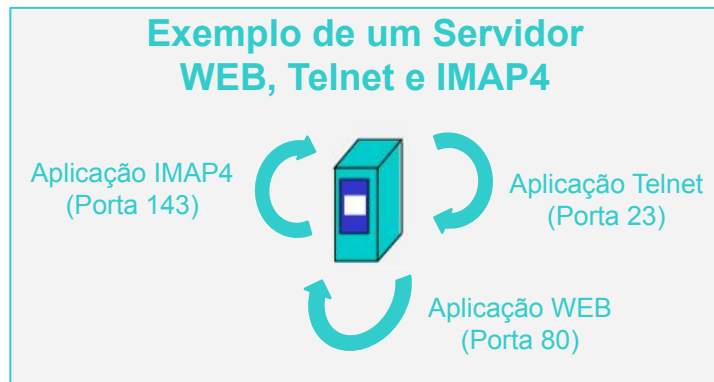 Exemplo de um Servidor
WEB, Telnet e IMAP4
Aplicação IMAP4
(Porta 143)
Aplicação Telnet
(Porta 23)
Aplicação WEB
(Porta 80)